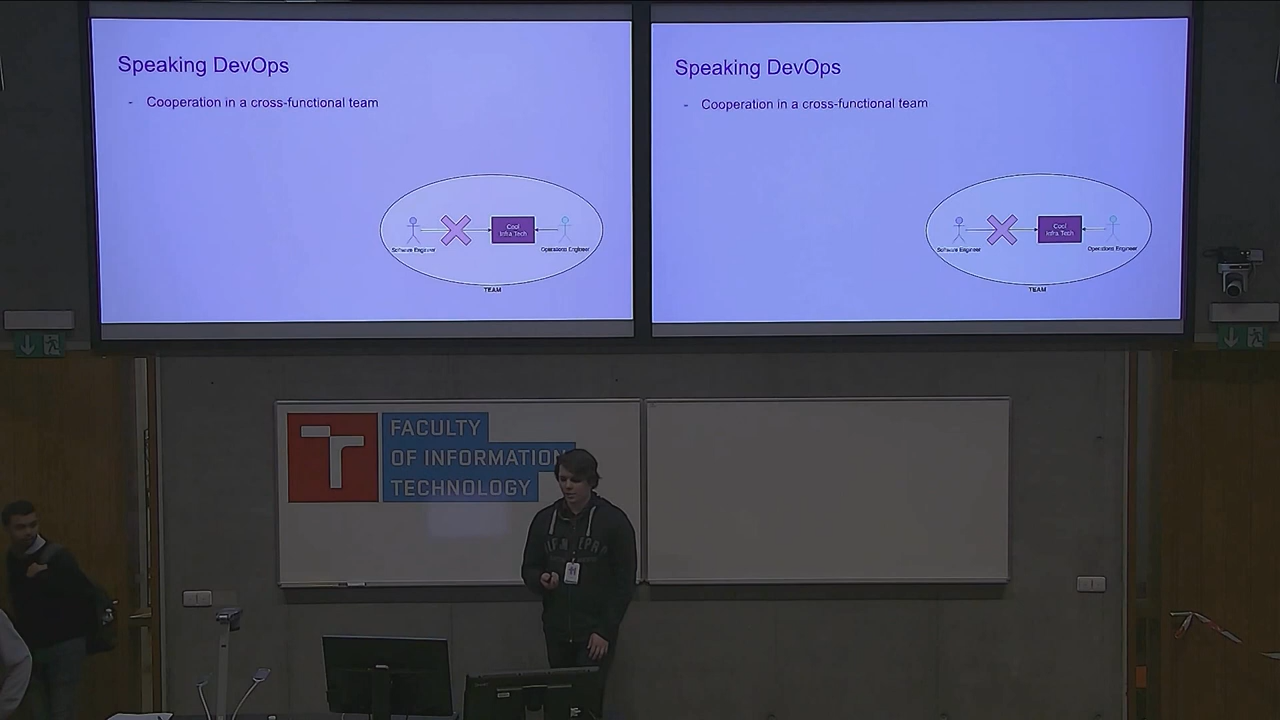 Speaking DevOps
- Cooperation in a cross-functional team
Cool
Infra Tech
Software Engineer
Operations Engineer
TEAM
Speaking DevOps
- Cooperation in a cross-functional team
Cool
Infra Tech
Software Engineer
Operations Engineer
TEAM
T
FACULTY
OF INFORMATION
TECHNOLOGY